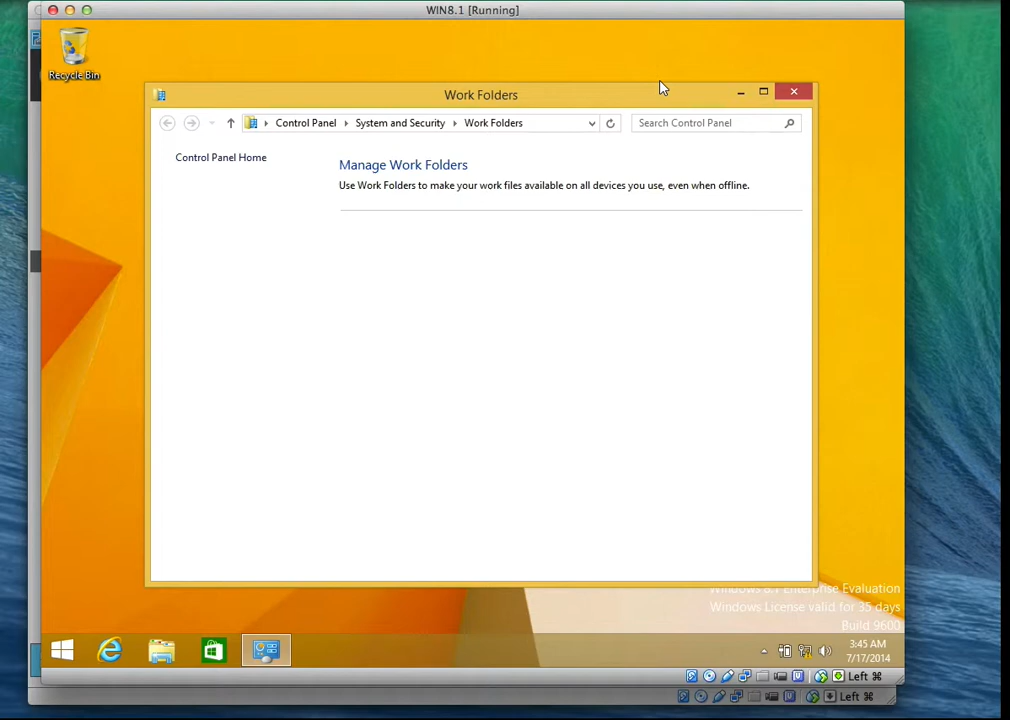 WIN8.1 [Running]
Recycle Bin
Work Folders
Control Panel System and Security Work Folders
Search Control Panel
Control Panel Home
Manage Work Folders
Use Work Folders to make your work files available on all devices you use, even when offline.
Windows 8.1 Enterprise Evaluation
Windows License valid for 35 days
Build 9600
3:45 AM
7/17/2014
Left ⌘
Left ⌘